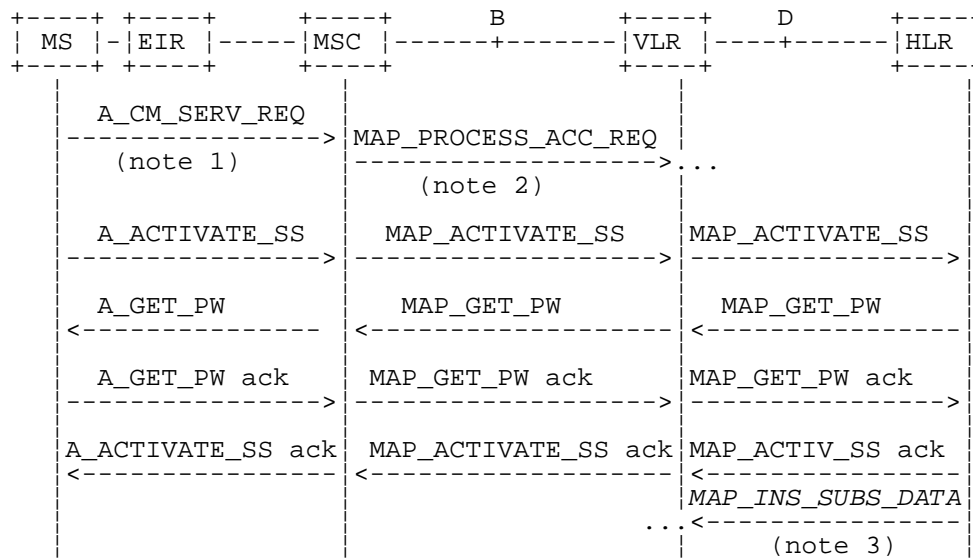 B D
MS EIR MSC VLR HLR
A_CM_SERV_REQ
MAP_PROCESS_ACC_REQ
(note 1) ...
(note 2)
A_ACTIVATE_SS MAP_ACTIVATE_SS MAP_ACTIVATE_SS
A_GET_PW MAP_GET_PW MAP_GET_PW
A_GET_PW ack MAP_GET_PW ack MAP_GET_PW ack
A_ACTIVATE_SS ack MAP_ACTIVATE_SS ack MAP_ACTIV_SS ack
MAP_INS_SUBS_DATA
...
(note 3)